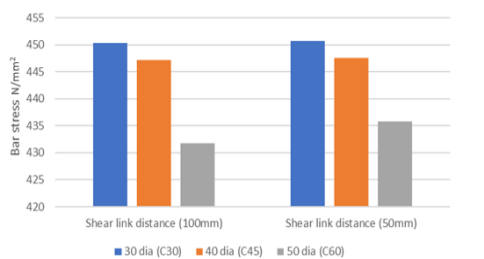 455
450
445
440
435
430
425
420
Bar stress N/mm²
Shear link distance (100mm) Shear link distance (50mm)
30 dia (C30) 40 dia (C45) 50 dia (C60)